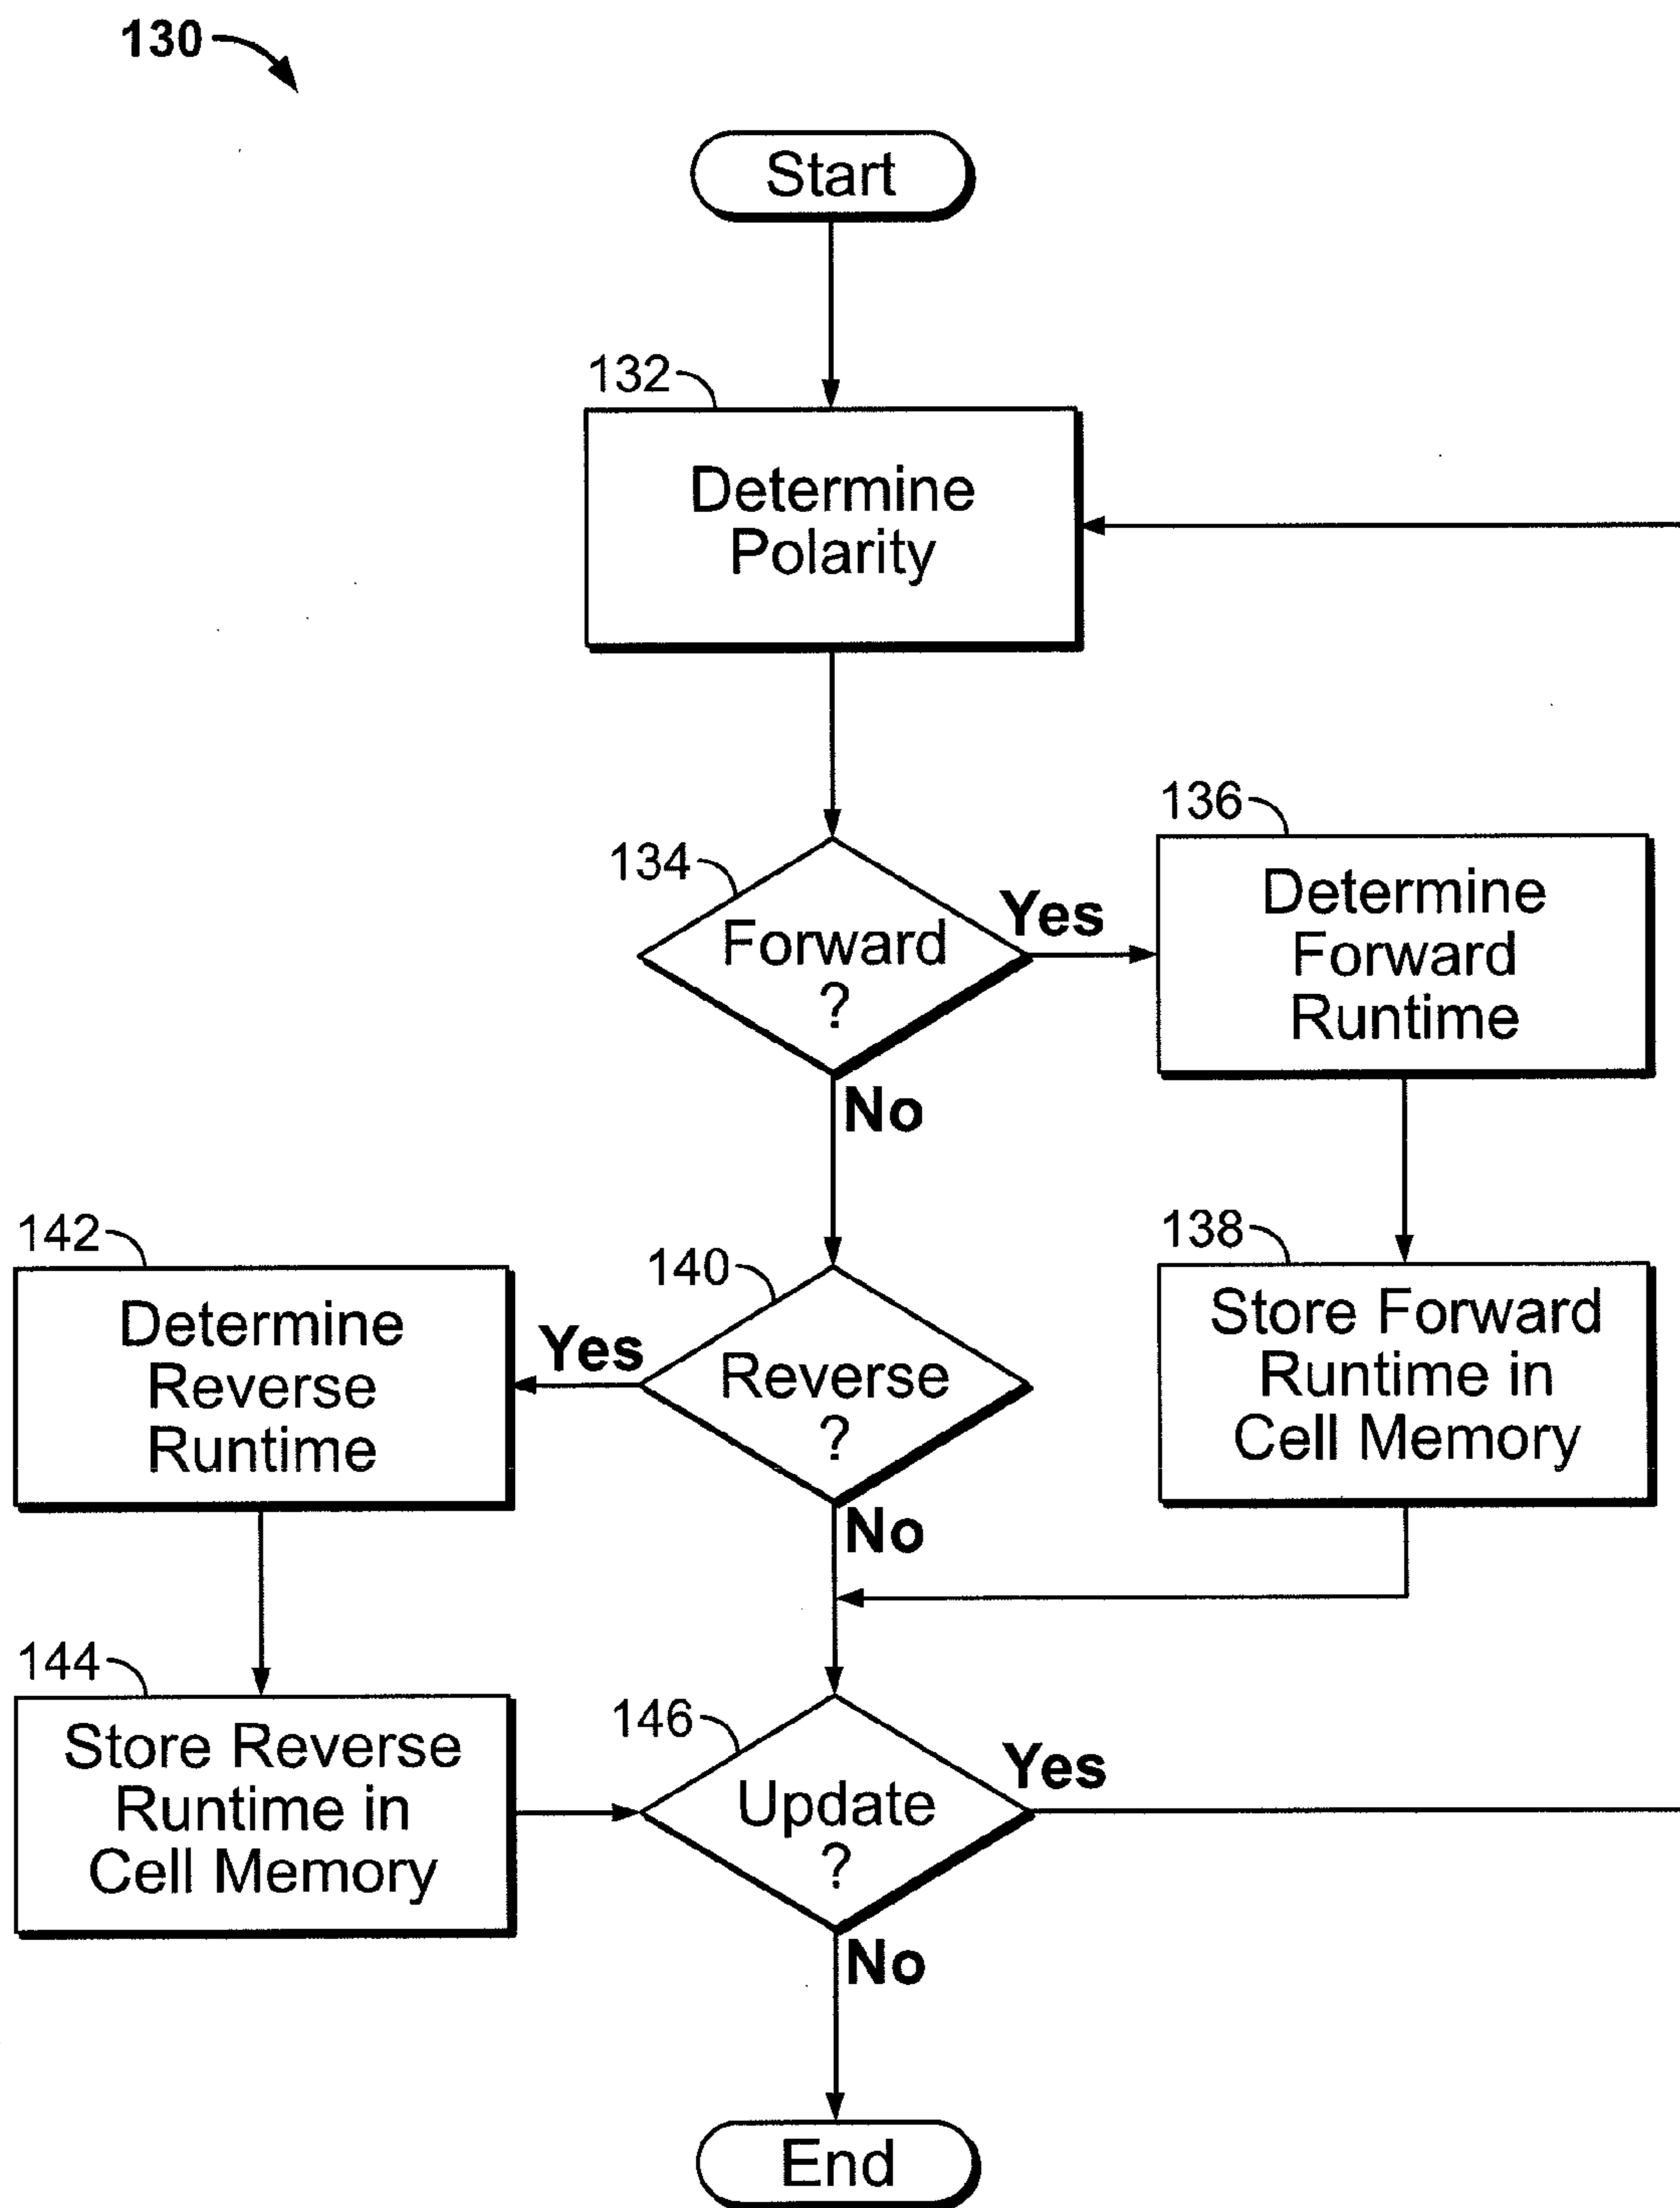 130
Start
132
Determine
Polarity
134
Forward
?
Yes
No
136
Determine
Forward
Runtime
138
Store Forward
Runtime in
Cell Memory
140
Reverse
?
Yes
No
142
Determine
Reverse
Runtime
144
Store Reverse
Runtime in
Cell Memory
146
Update
?
Yes
No
End